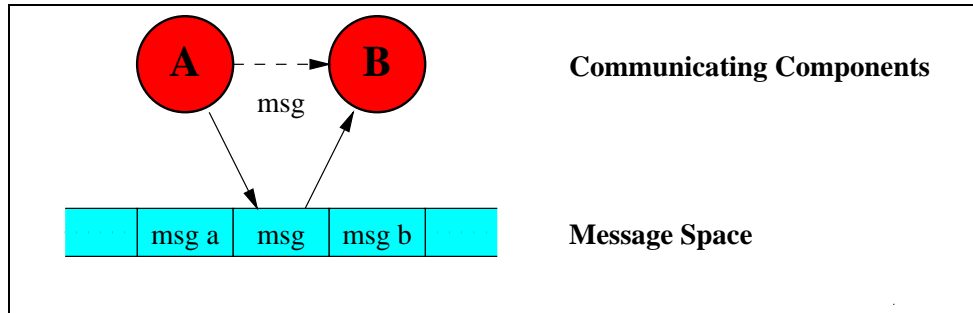 A B Communicating Components
msg
msg a msg msg b Message Space